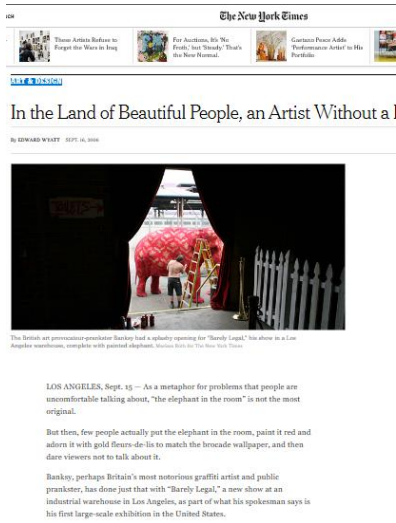 The New York Times
These Artists Refuse to
Forget the Wars in Iraq
For Auctions, It's 'No
Froth,' but 'Steady.' That's
the New Normal.
Gaetano Pesce Adds
'Performance Artist' to His
Portfolio
ART & DESIGN
In the Land of Beautiful People, an Artist Without a
By EDWARD WYATT SEPT. 16, 2006
The British art provocateur-prankster Banksy had a splashy opening for "Barely Legal," his show in a Los
Angeles warehouse, complete with painted elephant. for The New York Times
LOS ANGELES, Sept. 15 — As a metaphor for problems that people are
uncomfortable talking about, "the elephant in the room" is not the most
original.
But then, few people actually put the elephant in the room, paint it red and
adorn it with gold fleurs-de-lis to match the brocade wallpaper, and then
dare viewers not to talk about it.
Banksy, perhaps Britain's most notorious graffiti artist and public
prankster, has done just that with "Barely Legal," a new show at an
industrial warehouse in Los Angeles, as part of what his spokesman says is
his first large-scale exhibition in the United States.